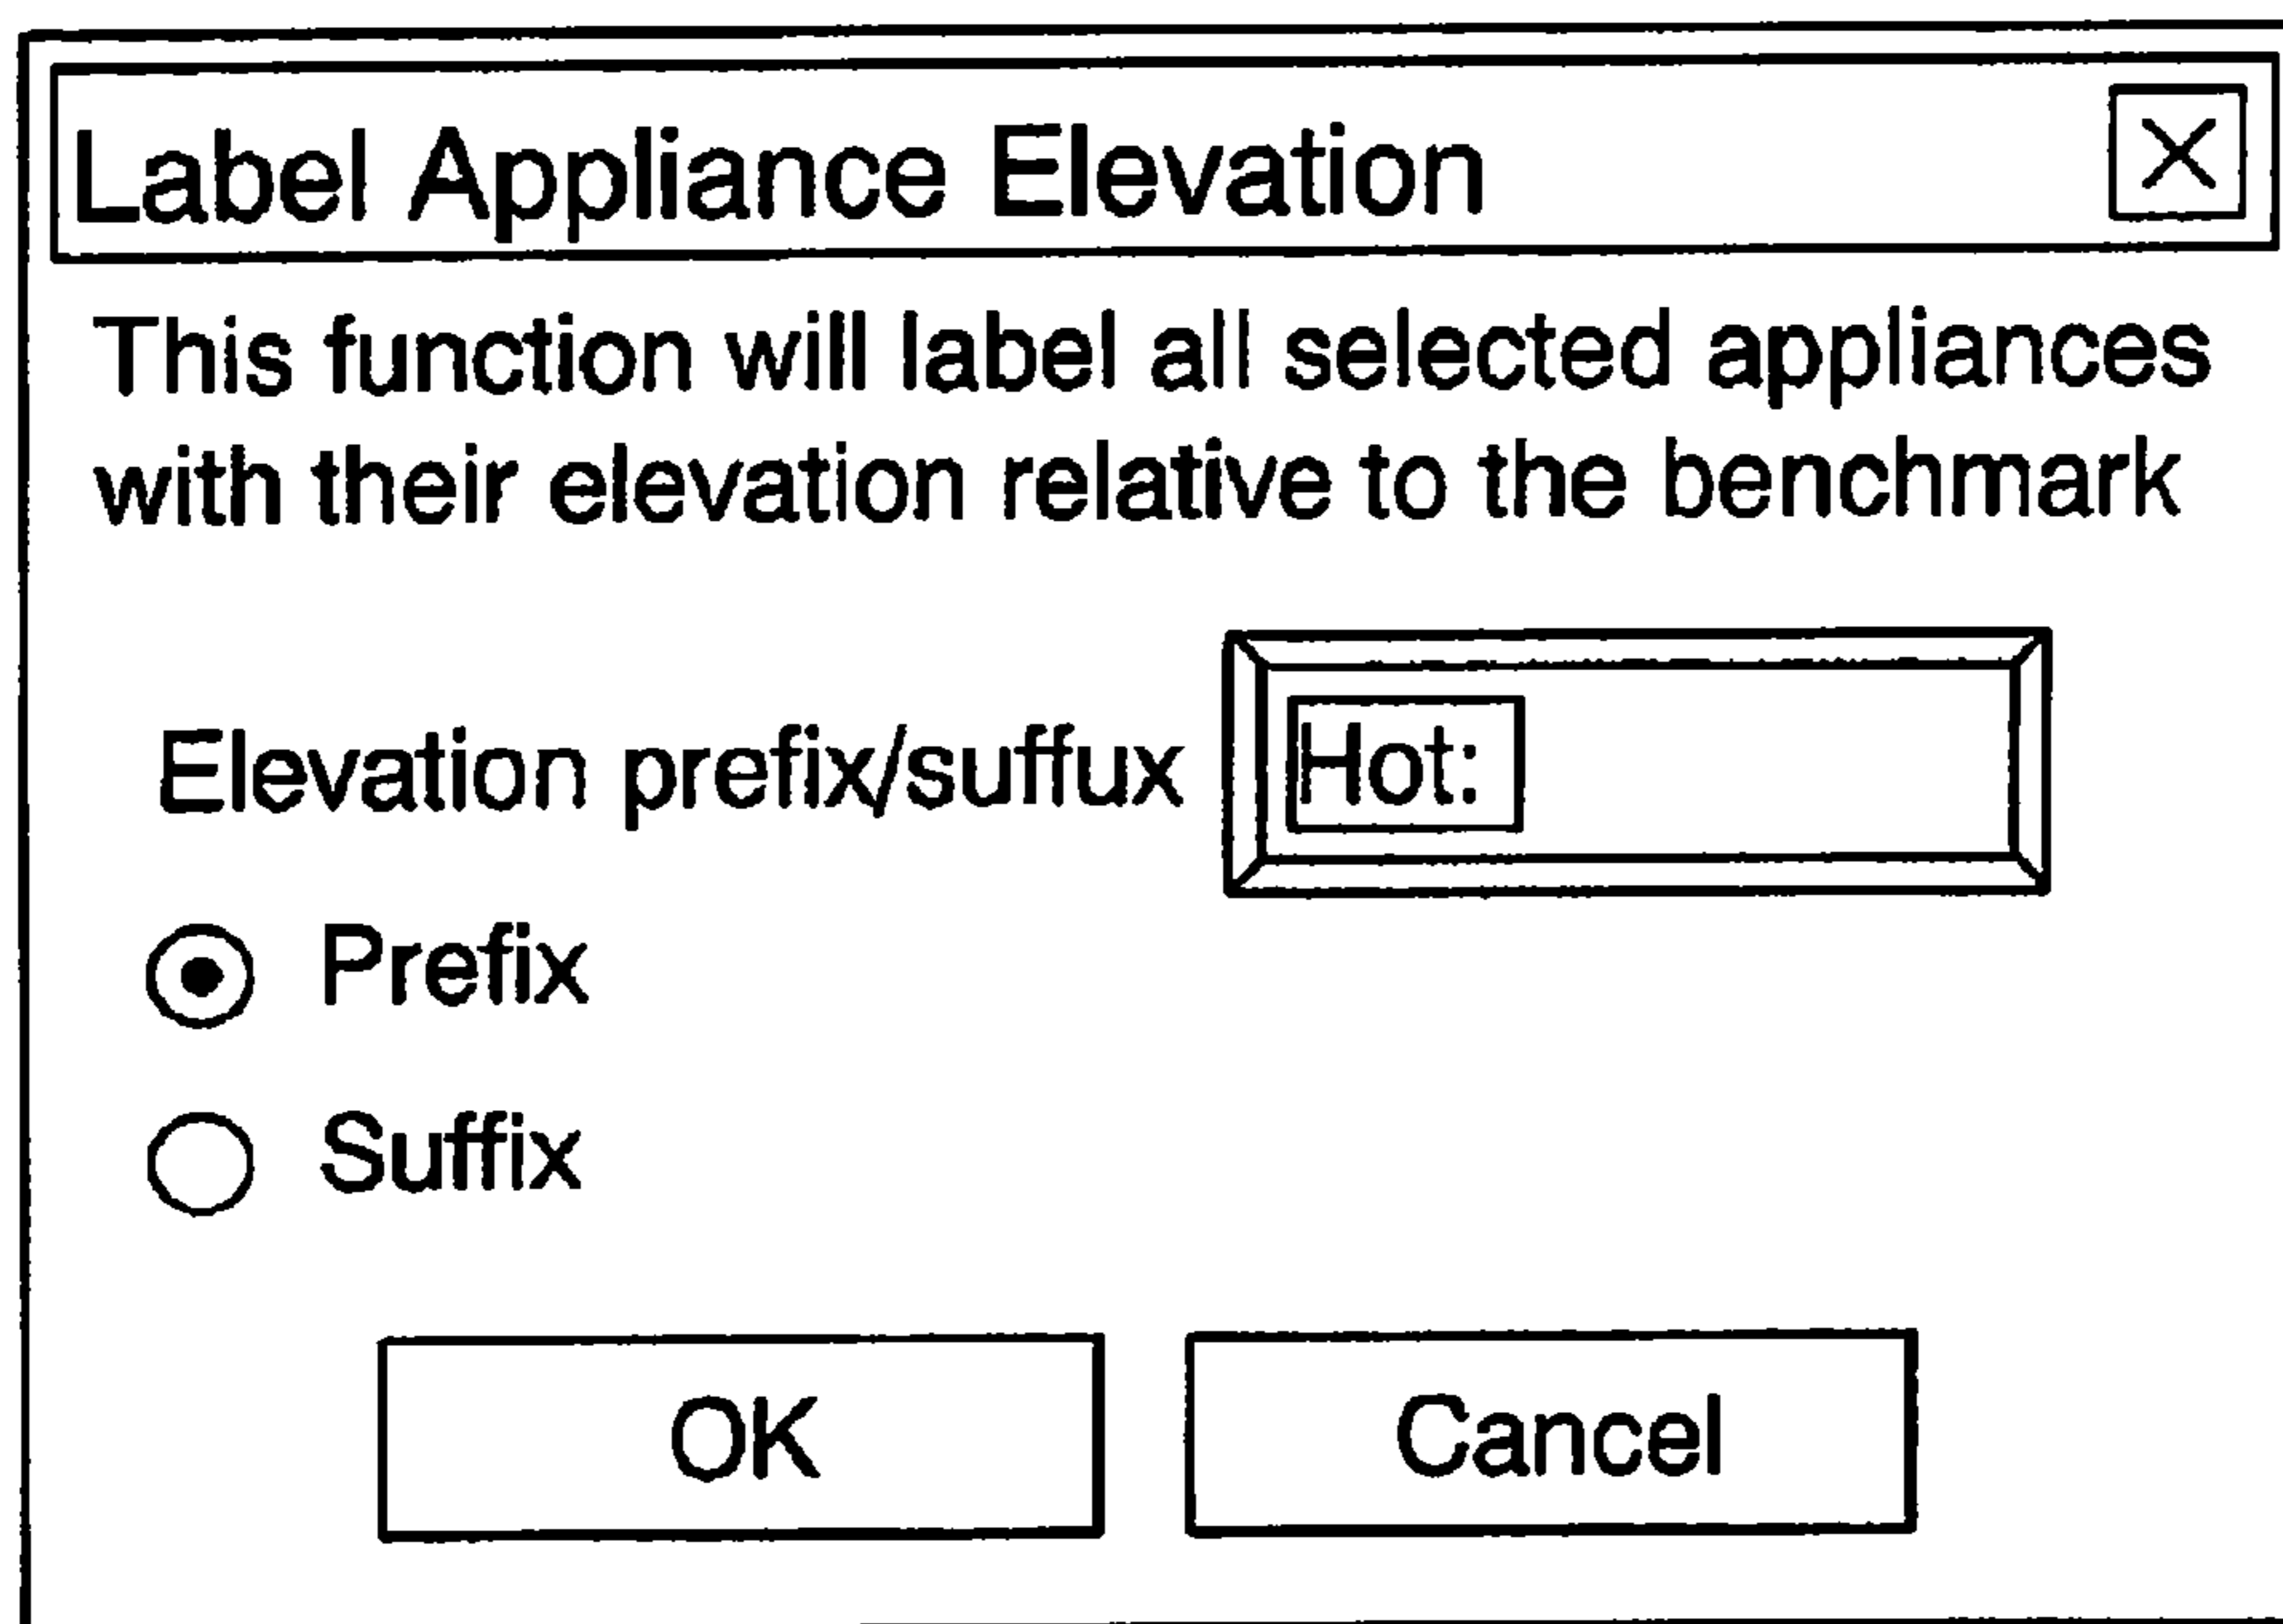 Label Appliance Elevation X
This function will label all selected appliances
with their elevation relative to the benchmark
Elevation prefix/suffux Hot:
Prefix
Suffix
OK Cancel